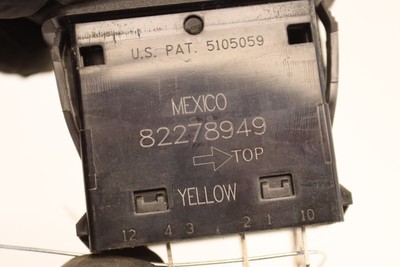 U.S. PAT. 5105059
MEXICO
82278949
TOP
YELLOW
12 4 3 2 1 10